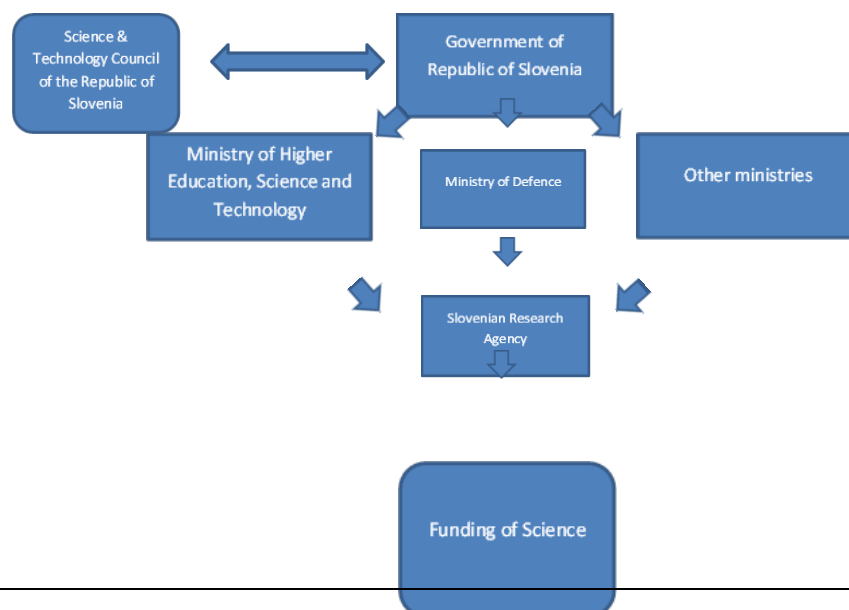 Science &
Technology Council
of the Republic of
Slovenia
Government of
Republic of Slovenia
Ministry of Higher
Education, Science and
Technology
Ministry of Defence
Other ministries
Slovenian Research
Agency
Funding of Science